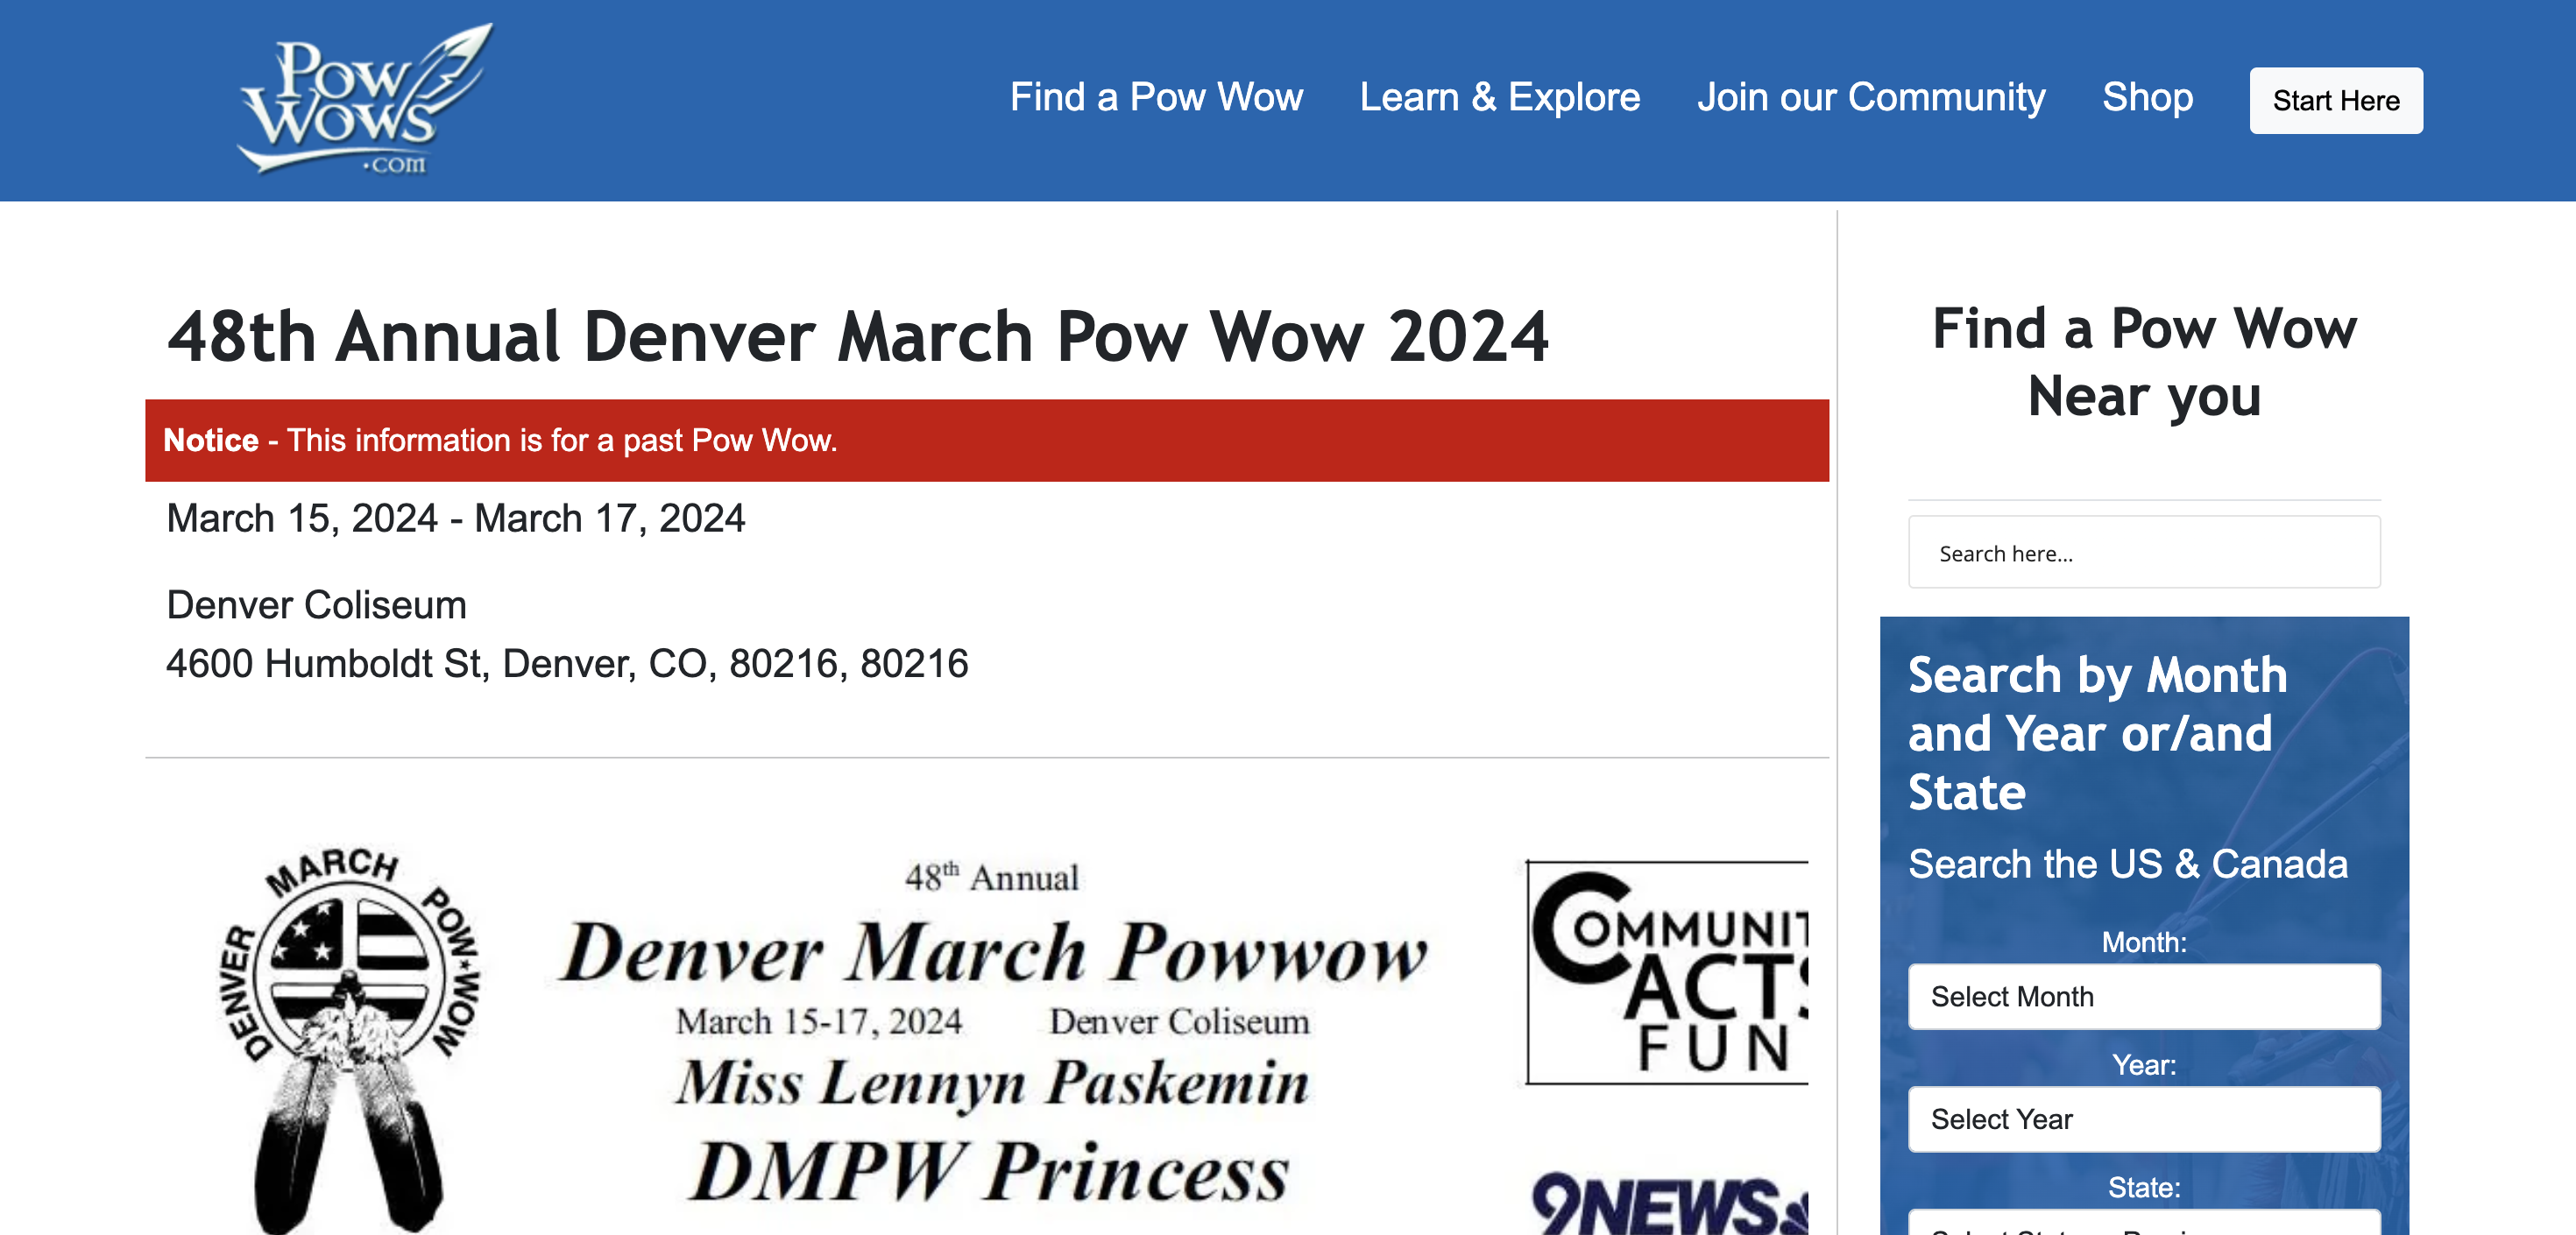 Pow
Wows
.com
Find a Pow Wow
Learn & Explore
Join our Community
Shop
Start Here
48th Annual Denver March Pow Wow 2024
Notice - This information is for a past Pow Wow.
March 15, 2024 - March 17, 2024
Denver Coliseum
4600 Humboldt St, Denver, CO, 80216, 80216
DENVER MARCH POW★WOW
48th Annual
Denver March Powwow
March 15-17, 2024 Denver Coliseum
Miss Lennyn Paskemin
DMPW Princess
COMMUNIT
ACTS
FUN
9NEWS
Find a Pow Wow
Near you
Search here...
Search by Month
and Year or/and
State
Search the US & Canada
Month:
Select Month
Year:
Select Year
State: